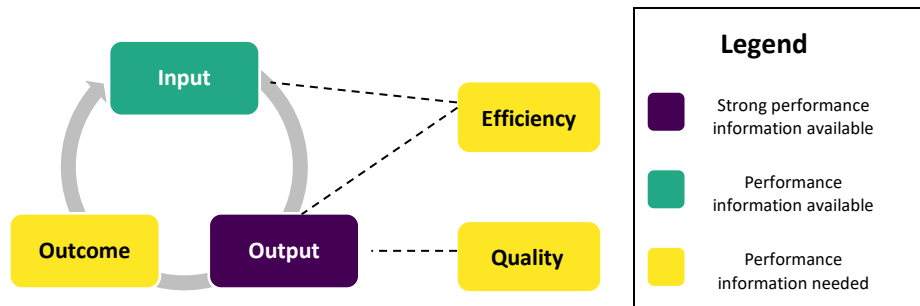 Input
Efficiency
Outcome
Output
Quality
Legend
Strong performance
information available
Performance
information available
Performance
information needed